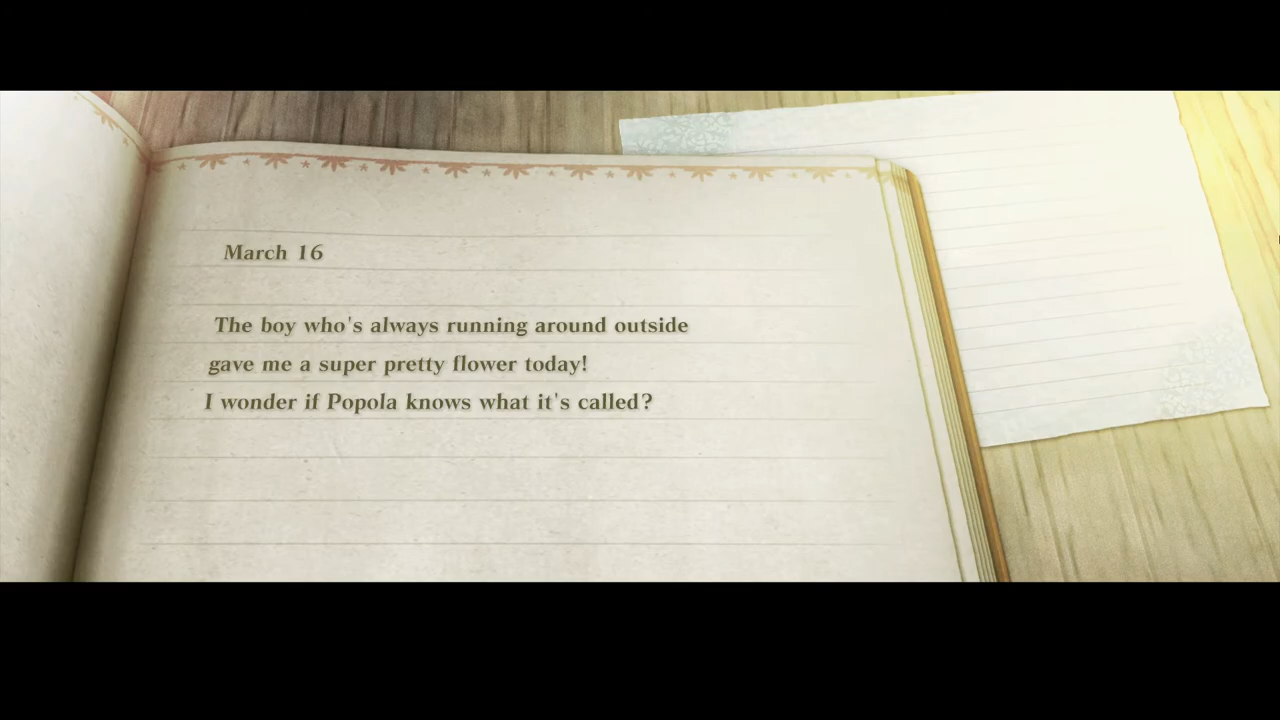 March 16
The boy who's always running around outside
gave me a super pretty flower today!
I wonder if Popola knows what it's called?